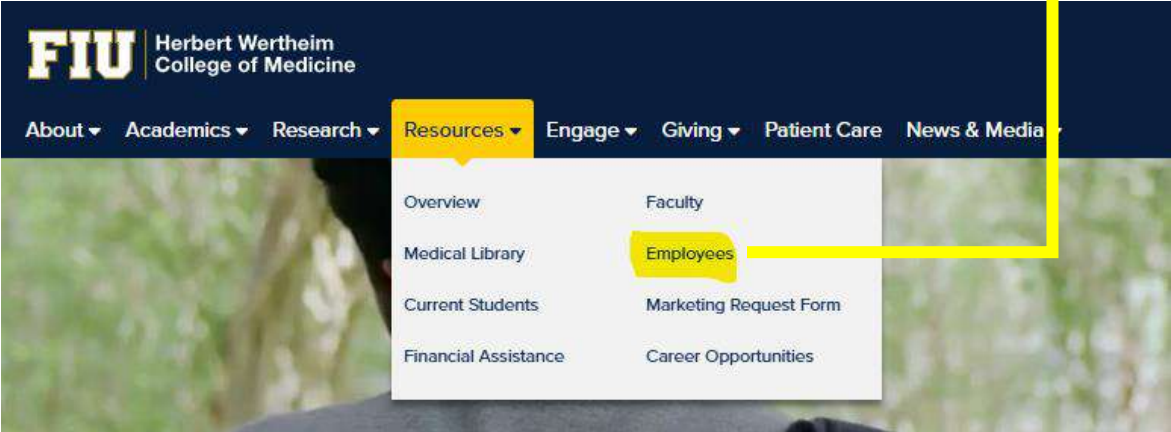 FIU Herbert Wertheim
College of Medicine
About Academics Research Resources Engage Giving Patient Care News & Media
Overview Faculty
Medical Library Employees
Current Students Marketing Request Form
Financial Assistance Career Opportunities